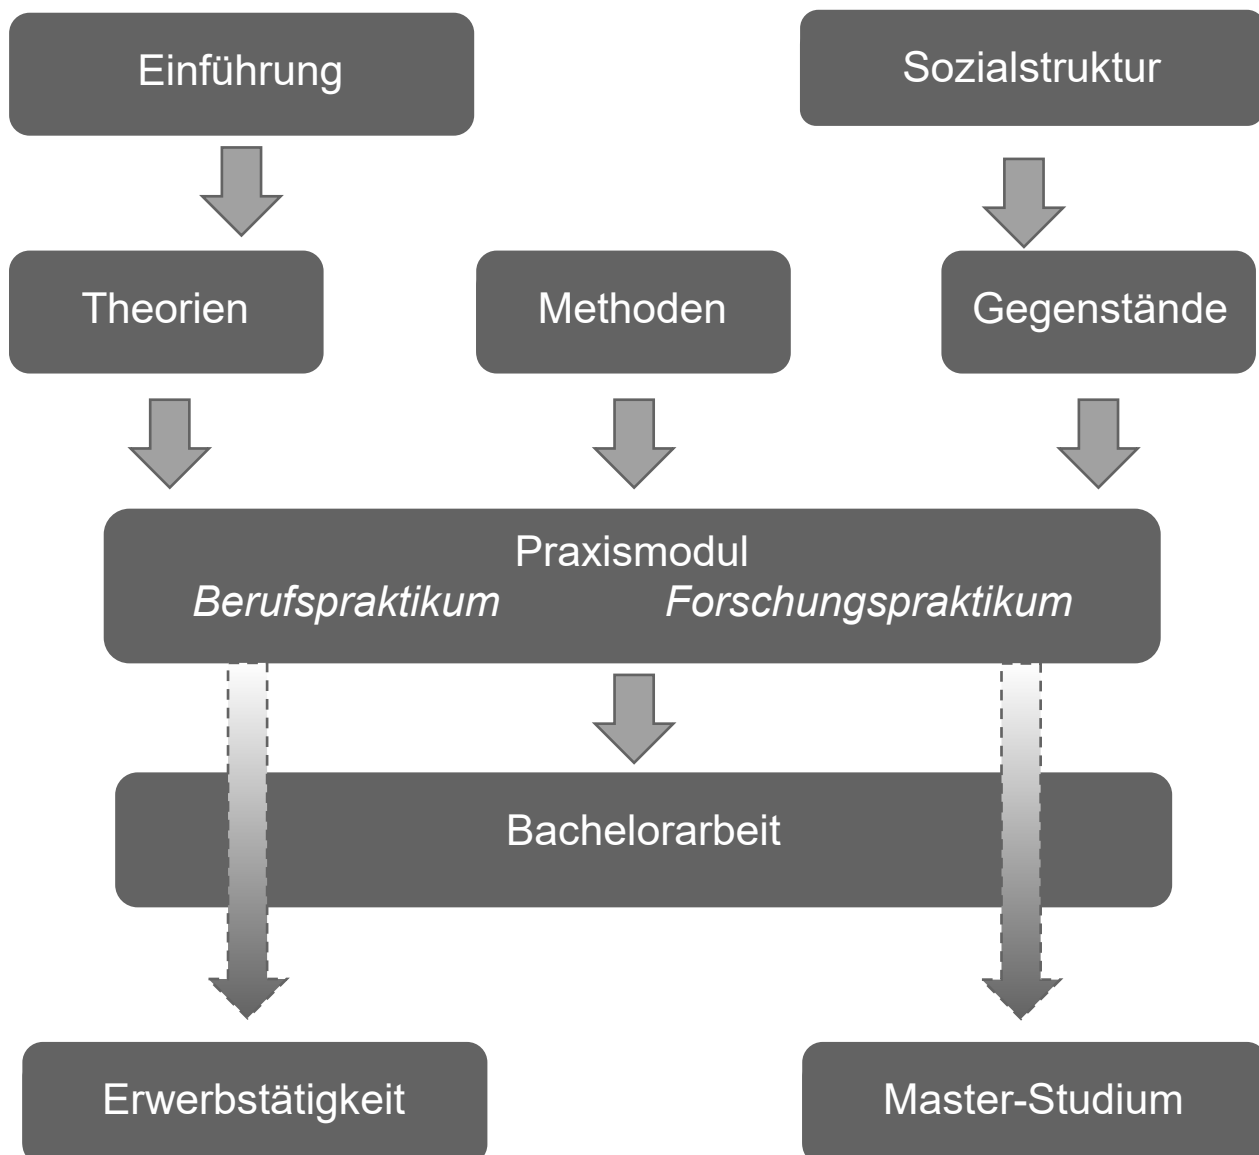 Einführung
Sozialstruktur
Theorien
Methoden
Gegenstände
Praxismodul
Berufspraktikum Forschungspraktikum
Bachelorarbeit
Erwerbstätigkeit
Master-Studium